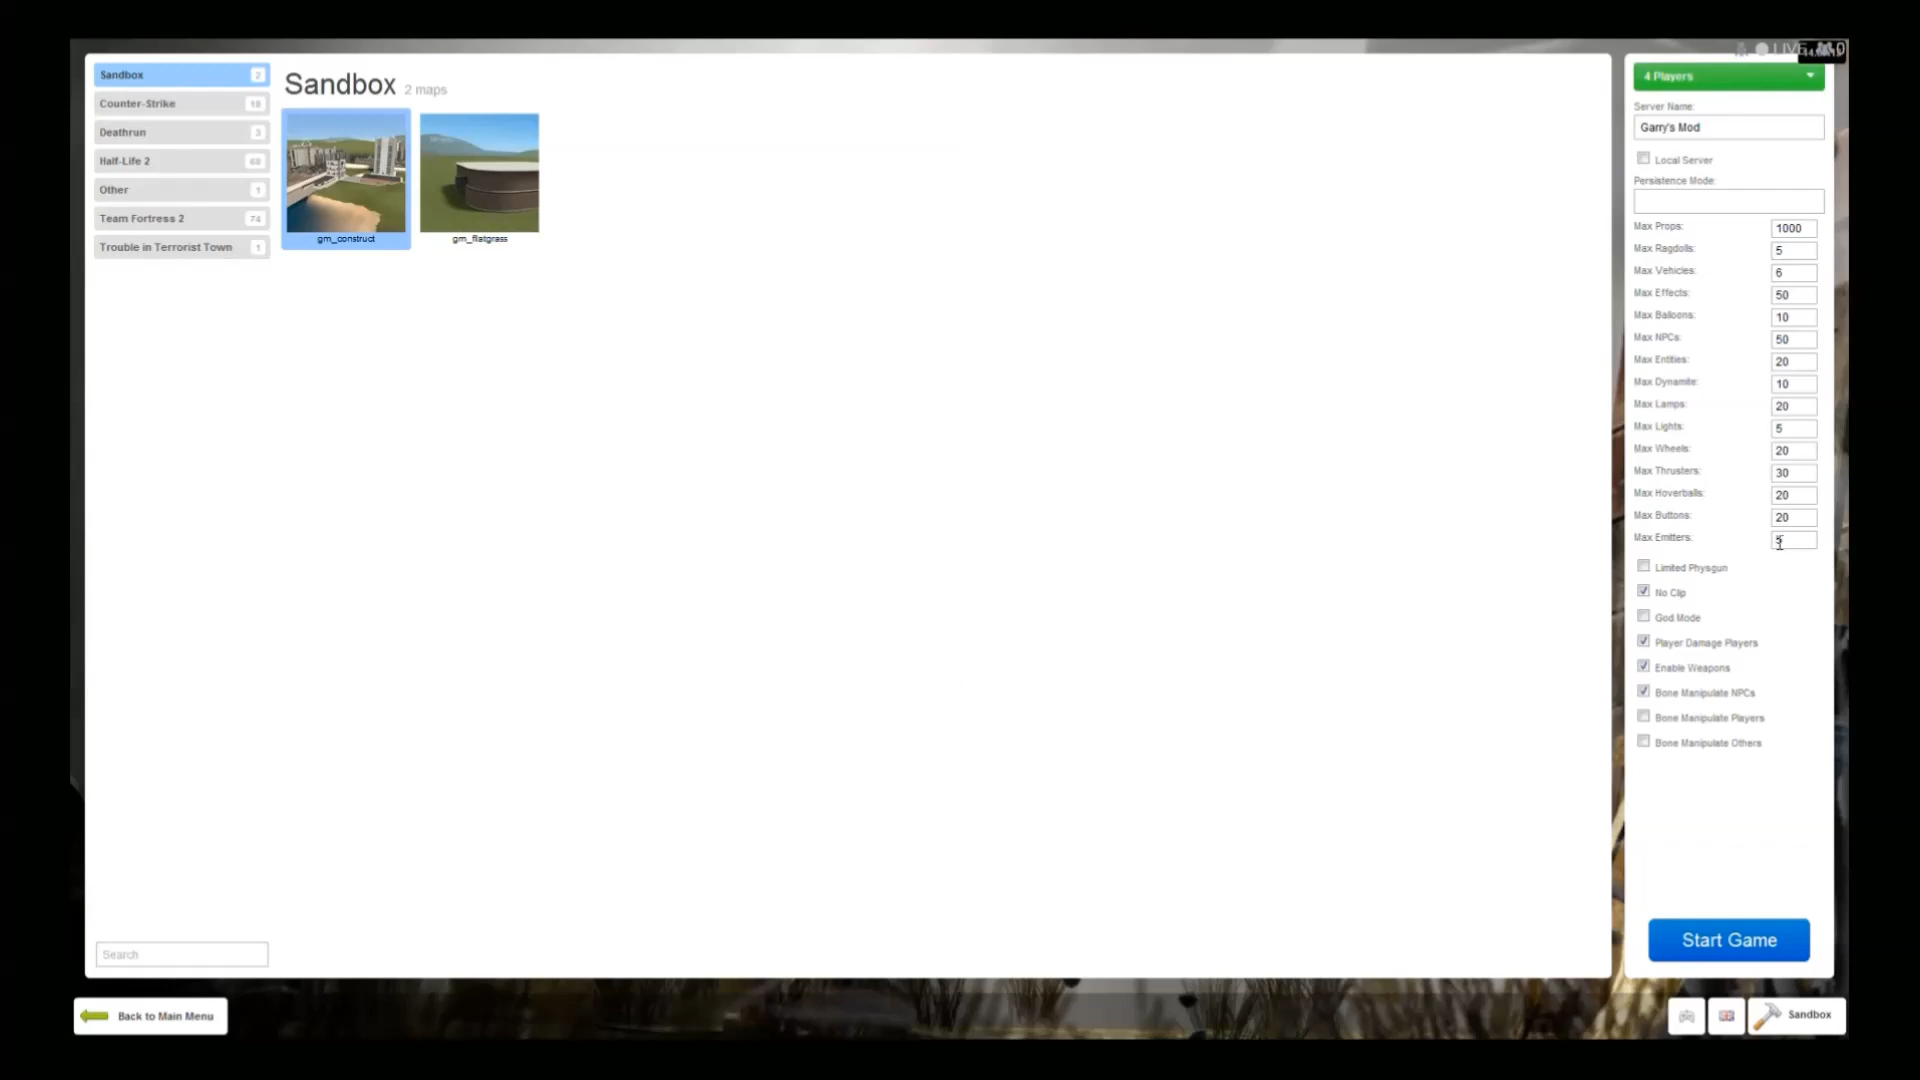 Sandbox 2
Counter-Strike 18
Deathrun 3
Half-Life 2 68
Other 1
Team Fortress 2 74
Trouble in Terrorist Town 1
Search
Back to Main Menu
Sandbox 2 maps
gm_construct
gm_flatgrass
LIVE 0
4 Players
Server Name:
Garry's Mod
Local Server
Persistence Mode:
Max Props: 1000
Max Ragdolls: 5
Max Vehicles: 6
Max Effects: 50
Max Balloons: 10
Max NPCs: 50
Max Entities: 20
Max Dynamite: 10
Max Lamps: 20
Max Lights: 5
Max Wheels: 20
Max Thrusters: 30
Max Hoverballs: 20
Max Buttons: 20
Max Emitters:
Limited Physgun
No Clip
God Mode
Player Damage Players
Enable Weapons
Bone Manipulate NPCs
Bone Manipulate Players
Bone Manipulate Others
Start Game
Sandbox